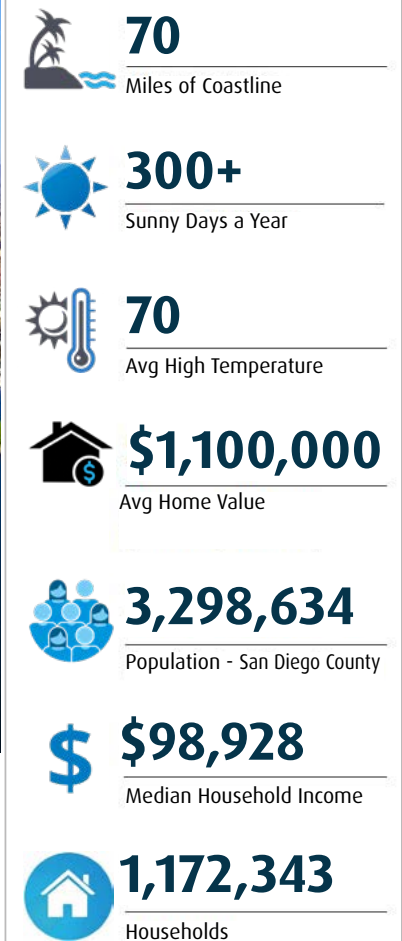 70
Miles of Coastline
300+
Sunny Days a Year
70
Avg High Temperature
$1,100,000
Avg Home Value
3,298,634
Population - San Diego County
$98,928
Median Household Income
1,172,343
Households